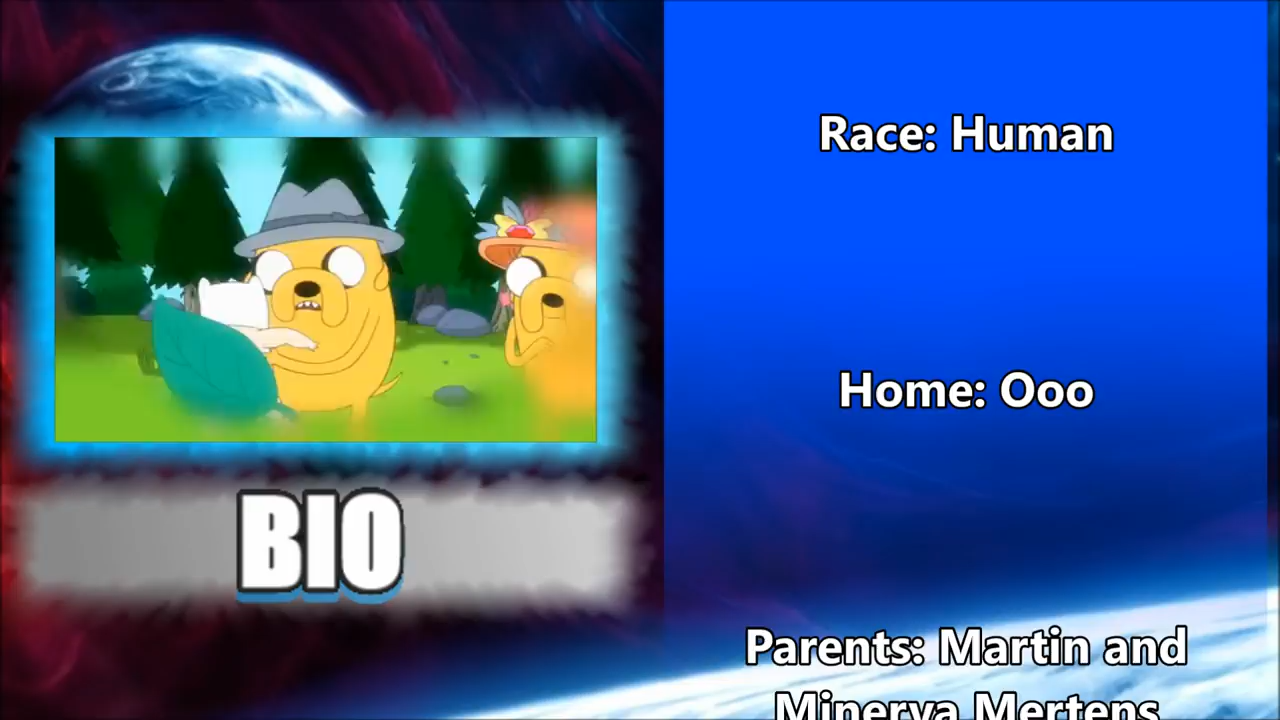 BIO
Race: Human
Home: Ooo
Parents: Martin and
Minerva Mertens